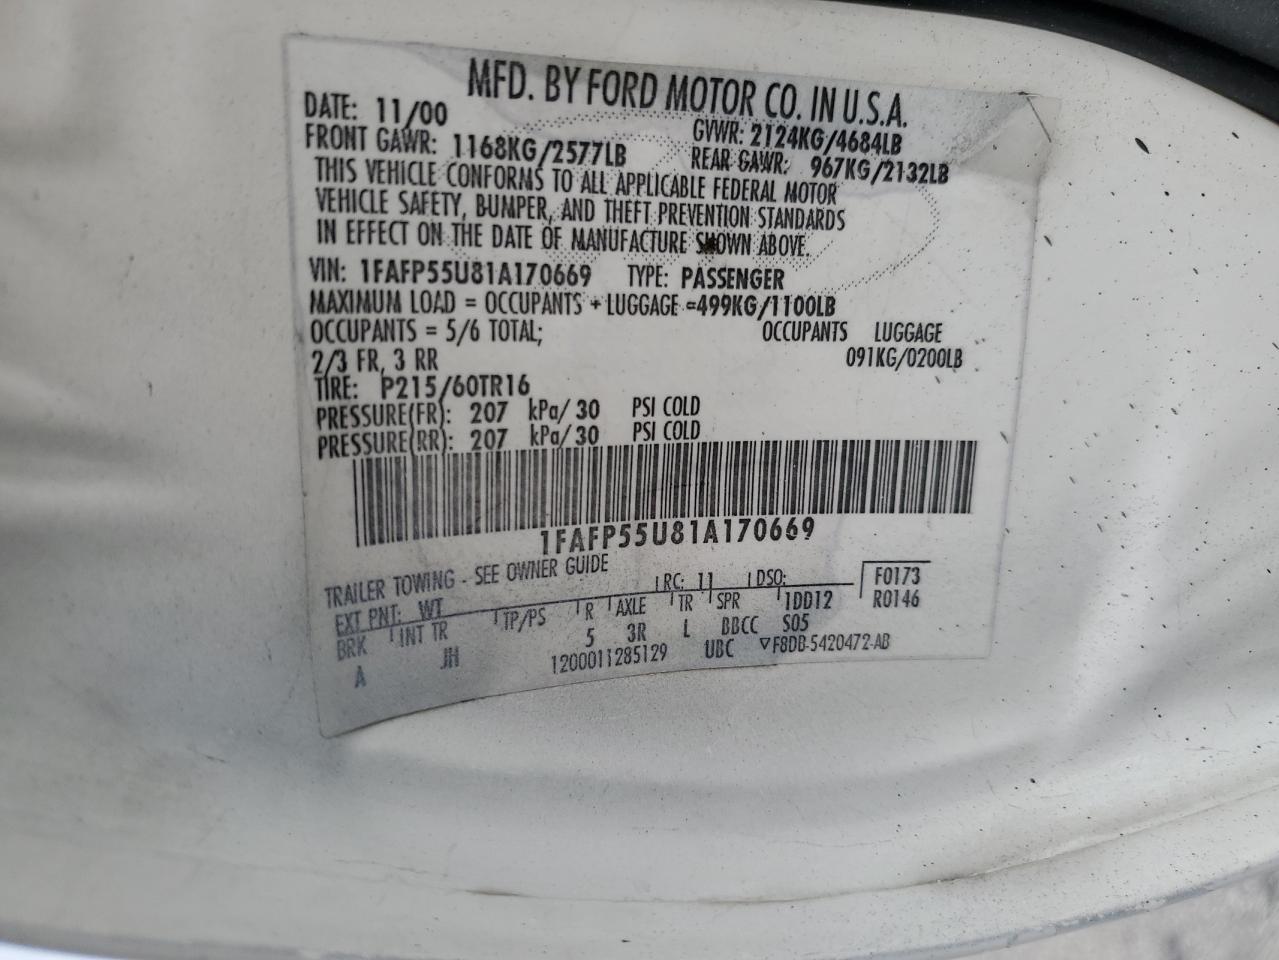 MFD. BY FORD MOTOR CO. IN U.S.A.
DATE: 11/00 GVWR: 2124KG/4684LB
FRONT GAWR: 1168KG/2577LB REAR GAWR: 967KG/2132LB
THIS VEHICLE CONFORMS TO ALL APPLICABLE FEDERAL MOTOR
VEHICLE SAFETY, BUMPER, AND THEFT PREVENTION STANDARDS
IN EFFECT ON THE DATE OF MANUFACTURE SHOWN ABOVE.
VIN: 1FAFP55U81A170669 TYPE: PASSENGER
MAXIMUM LOAD = OCCUPANTS + LUGGAGE =499KG/1100LB
OCCUPANTS = 5/6 TOTAL; OCCUPANTS LUGGAGE
2/3 FR, 3 RR 091KG/0200LB
TIRE: P215/60TR16
PRESSURE(FR): 207 kPa/ 30 PSI COLD
PRESSURE(RR): 207 kPa/ 30 PSI COLD
1FAFP55U81A170669
TRAILER TOWING - SEE OWNER GUIDE
EXT PNT: WT RC: 11 DSO: F0173
BRK INT TR TP/PS R AXLE TR SPR 1DD12 R0146
A JH 5 3R L BBCC S05
1200011285129 UBC ▽F8DB-5420472-AB